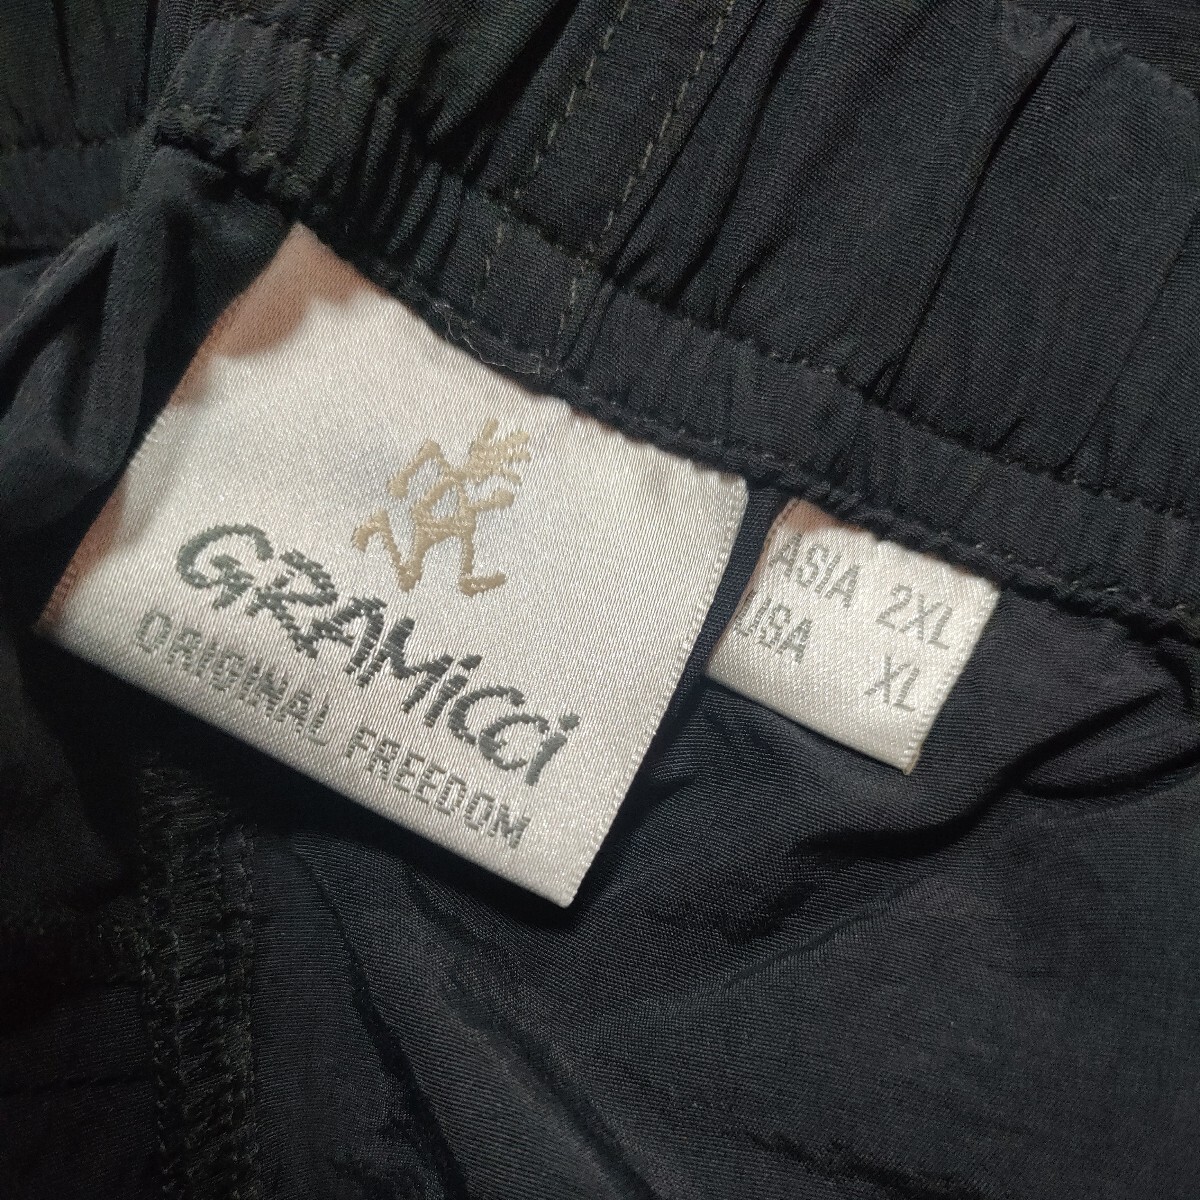 GRAMiCCi
ORIGINAL FREEDOM
ASIA 2XL
USA XL